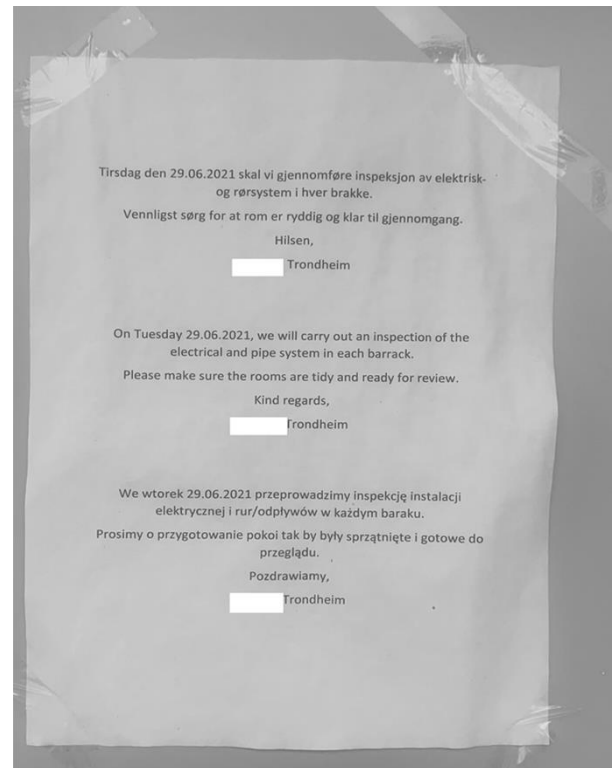 Tirsdag den 29.06.2021 skal vi gjennomføre inspeksjon av elektrisk-
og rørsystem i hver brakke.
Vennligst sørg for at rom er ryddig og klar til gjennomgang.
Hilsen,
Trondheim
On Tuesday 29.06.2021, we will carry out an inspection of the
electrical and pipe system in each barrack.
Please make sure the rooms are tidy and ready for review.
Kind regards,
Trondheim
We wtorek 29.06.2021 przeprowadzimy inspekcję instalacji
elektrycznej i rur/odpływów w każdym baraku.
Prosimy o przygotowanie pokoi tak by były sprzątnięte i gotowe do
przeglądu.
Pozdrawiamy,
Trondheim